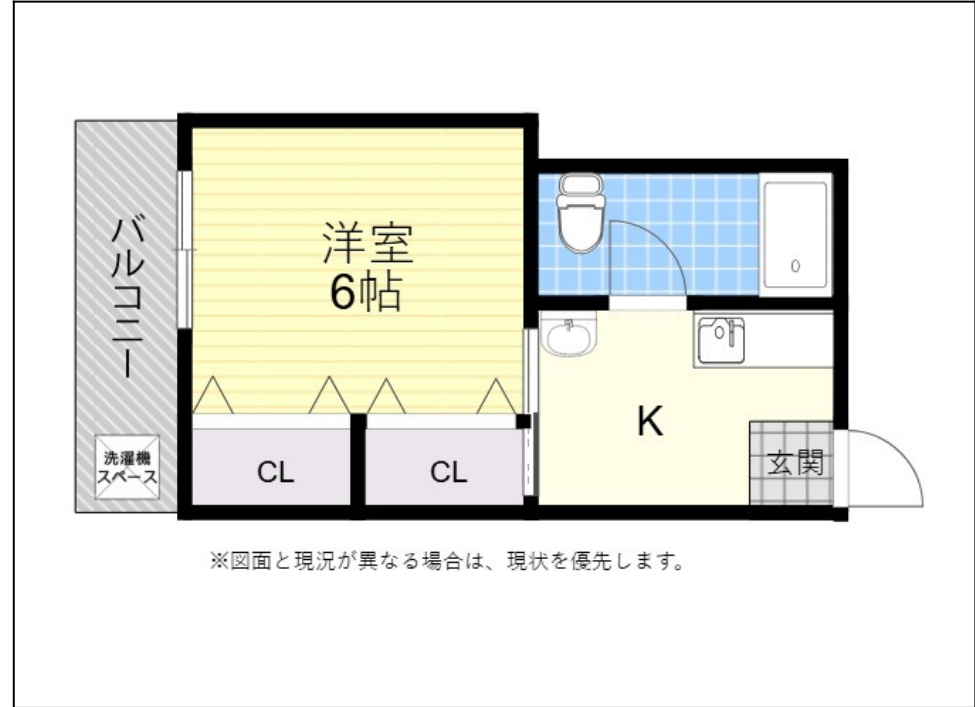 バルコニー
洋室
6帖
K
玄関
CL
CL
洗濯機
スペース
※図面と現況が異なる場合は、現状を優先します。